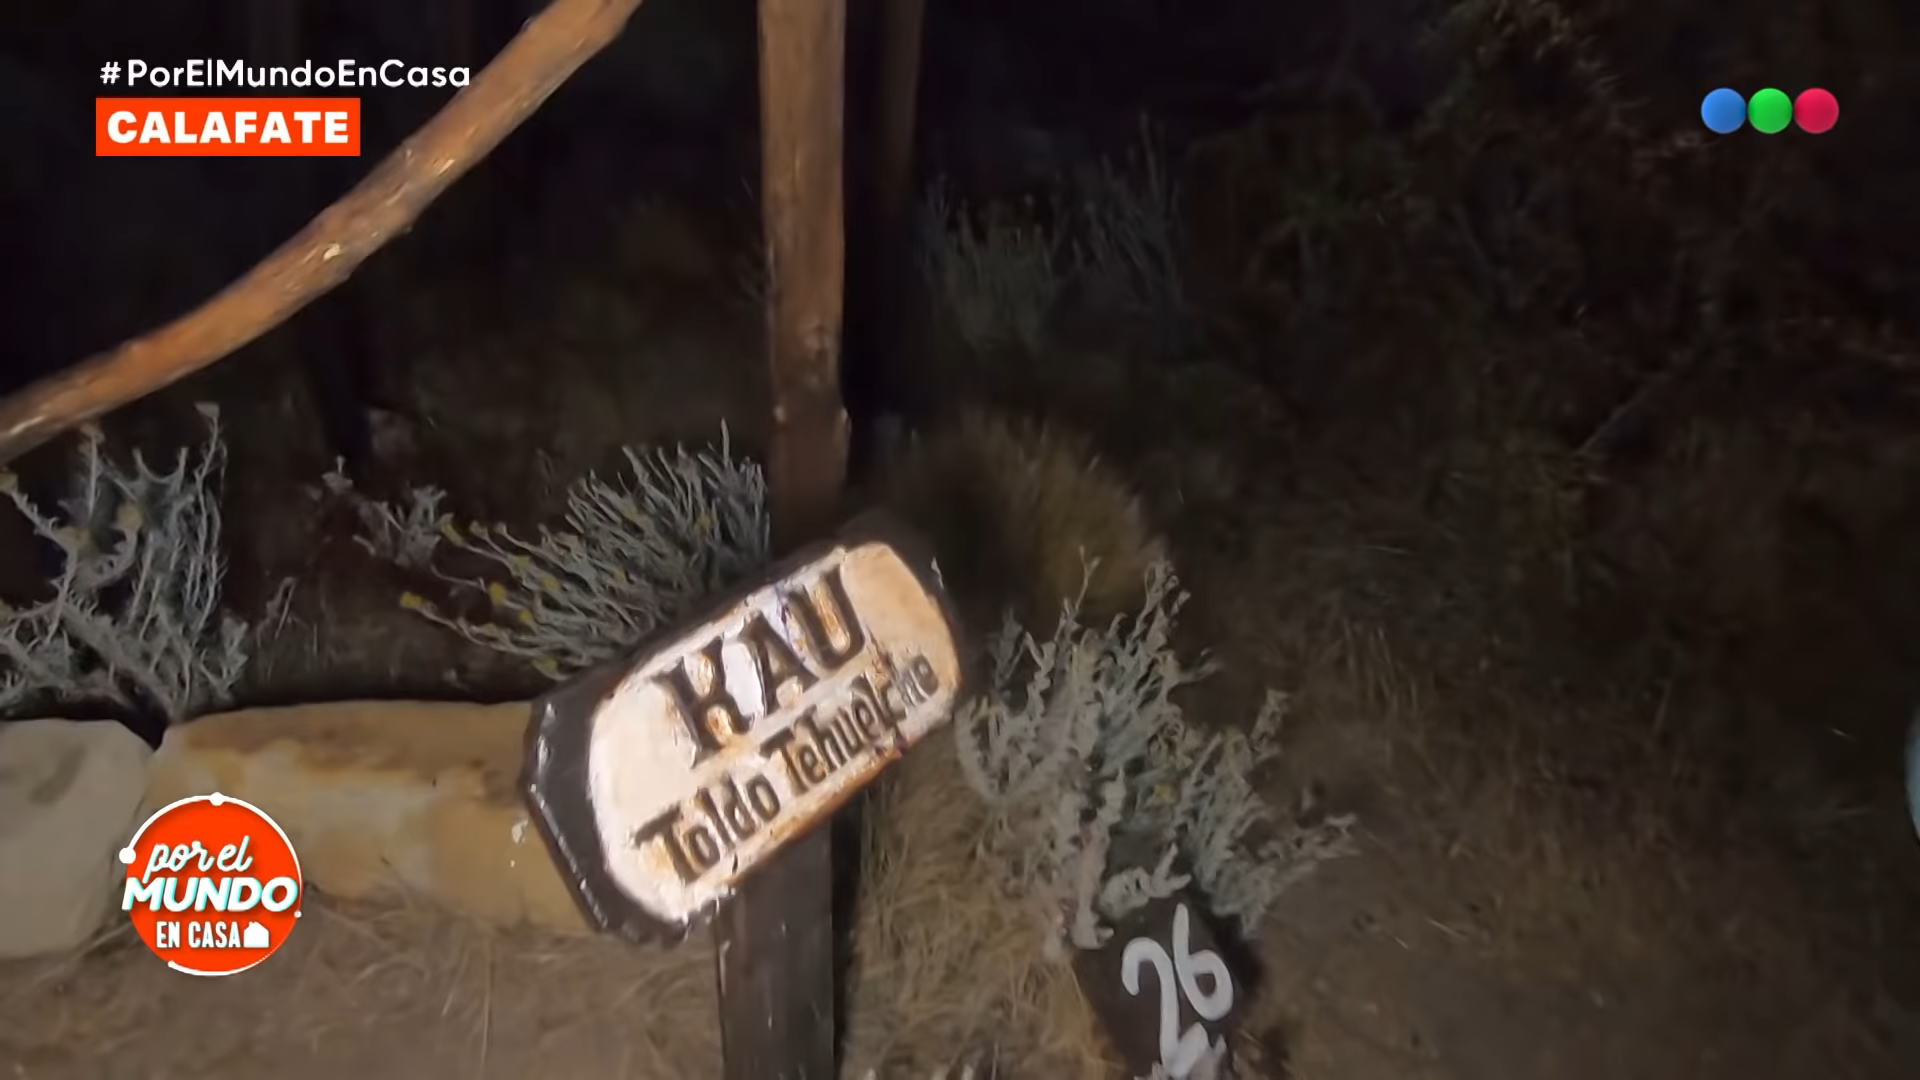 #PorElMundoEnCasa
CALAFATE
KAU
Toldo Tehuelche
por el
MUNDO
EN CASA
26